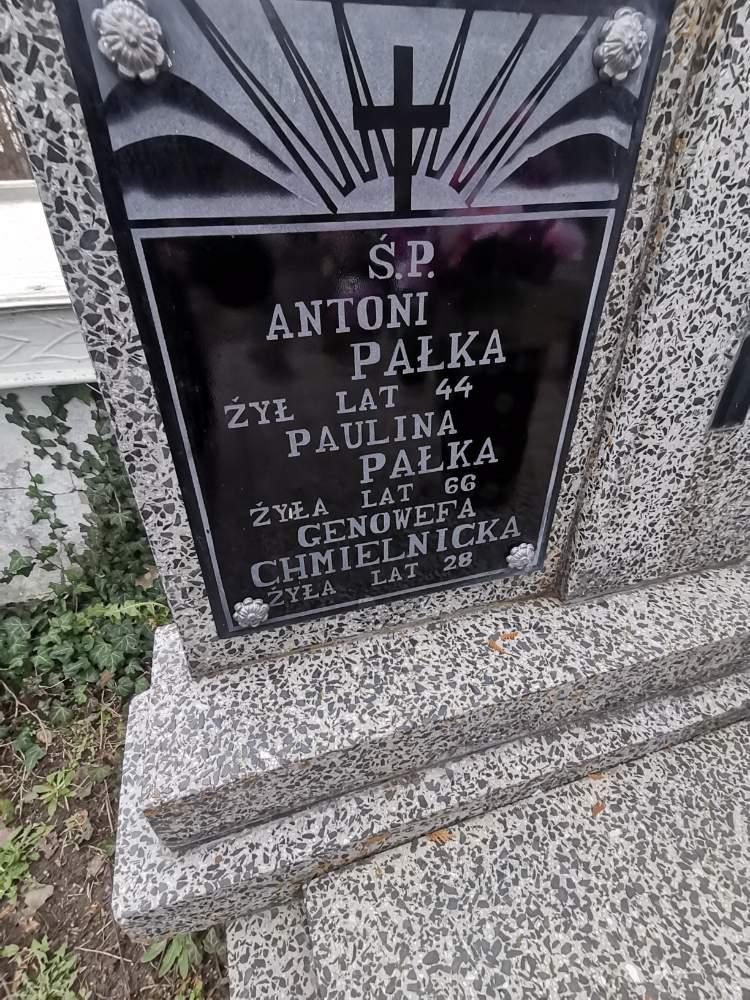 Ś.P.
ANTONI
PAŁKA
ŻYŁ LAT 44
PAULINA
PAŁKA
ŻYŁA LAT 66
GENOWEFA
CHMIELNICKA
ŻYŁA LAT 28